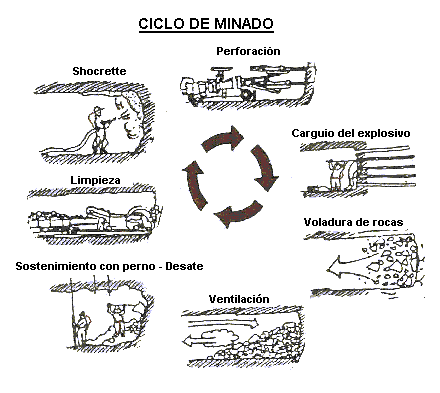 CICLO DE MINADO
Perforación
Shocrette
Carguio del explosivo
Limpieza
Voladura de rocas
Sostenimiento con perno - Desate
Ventilación